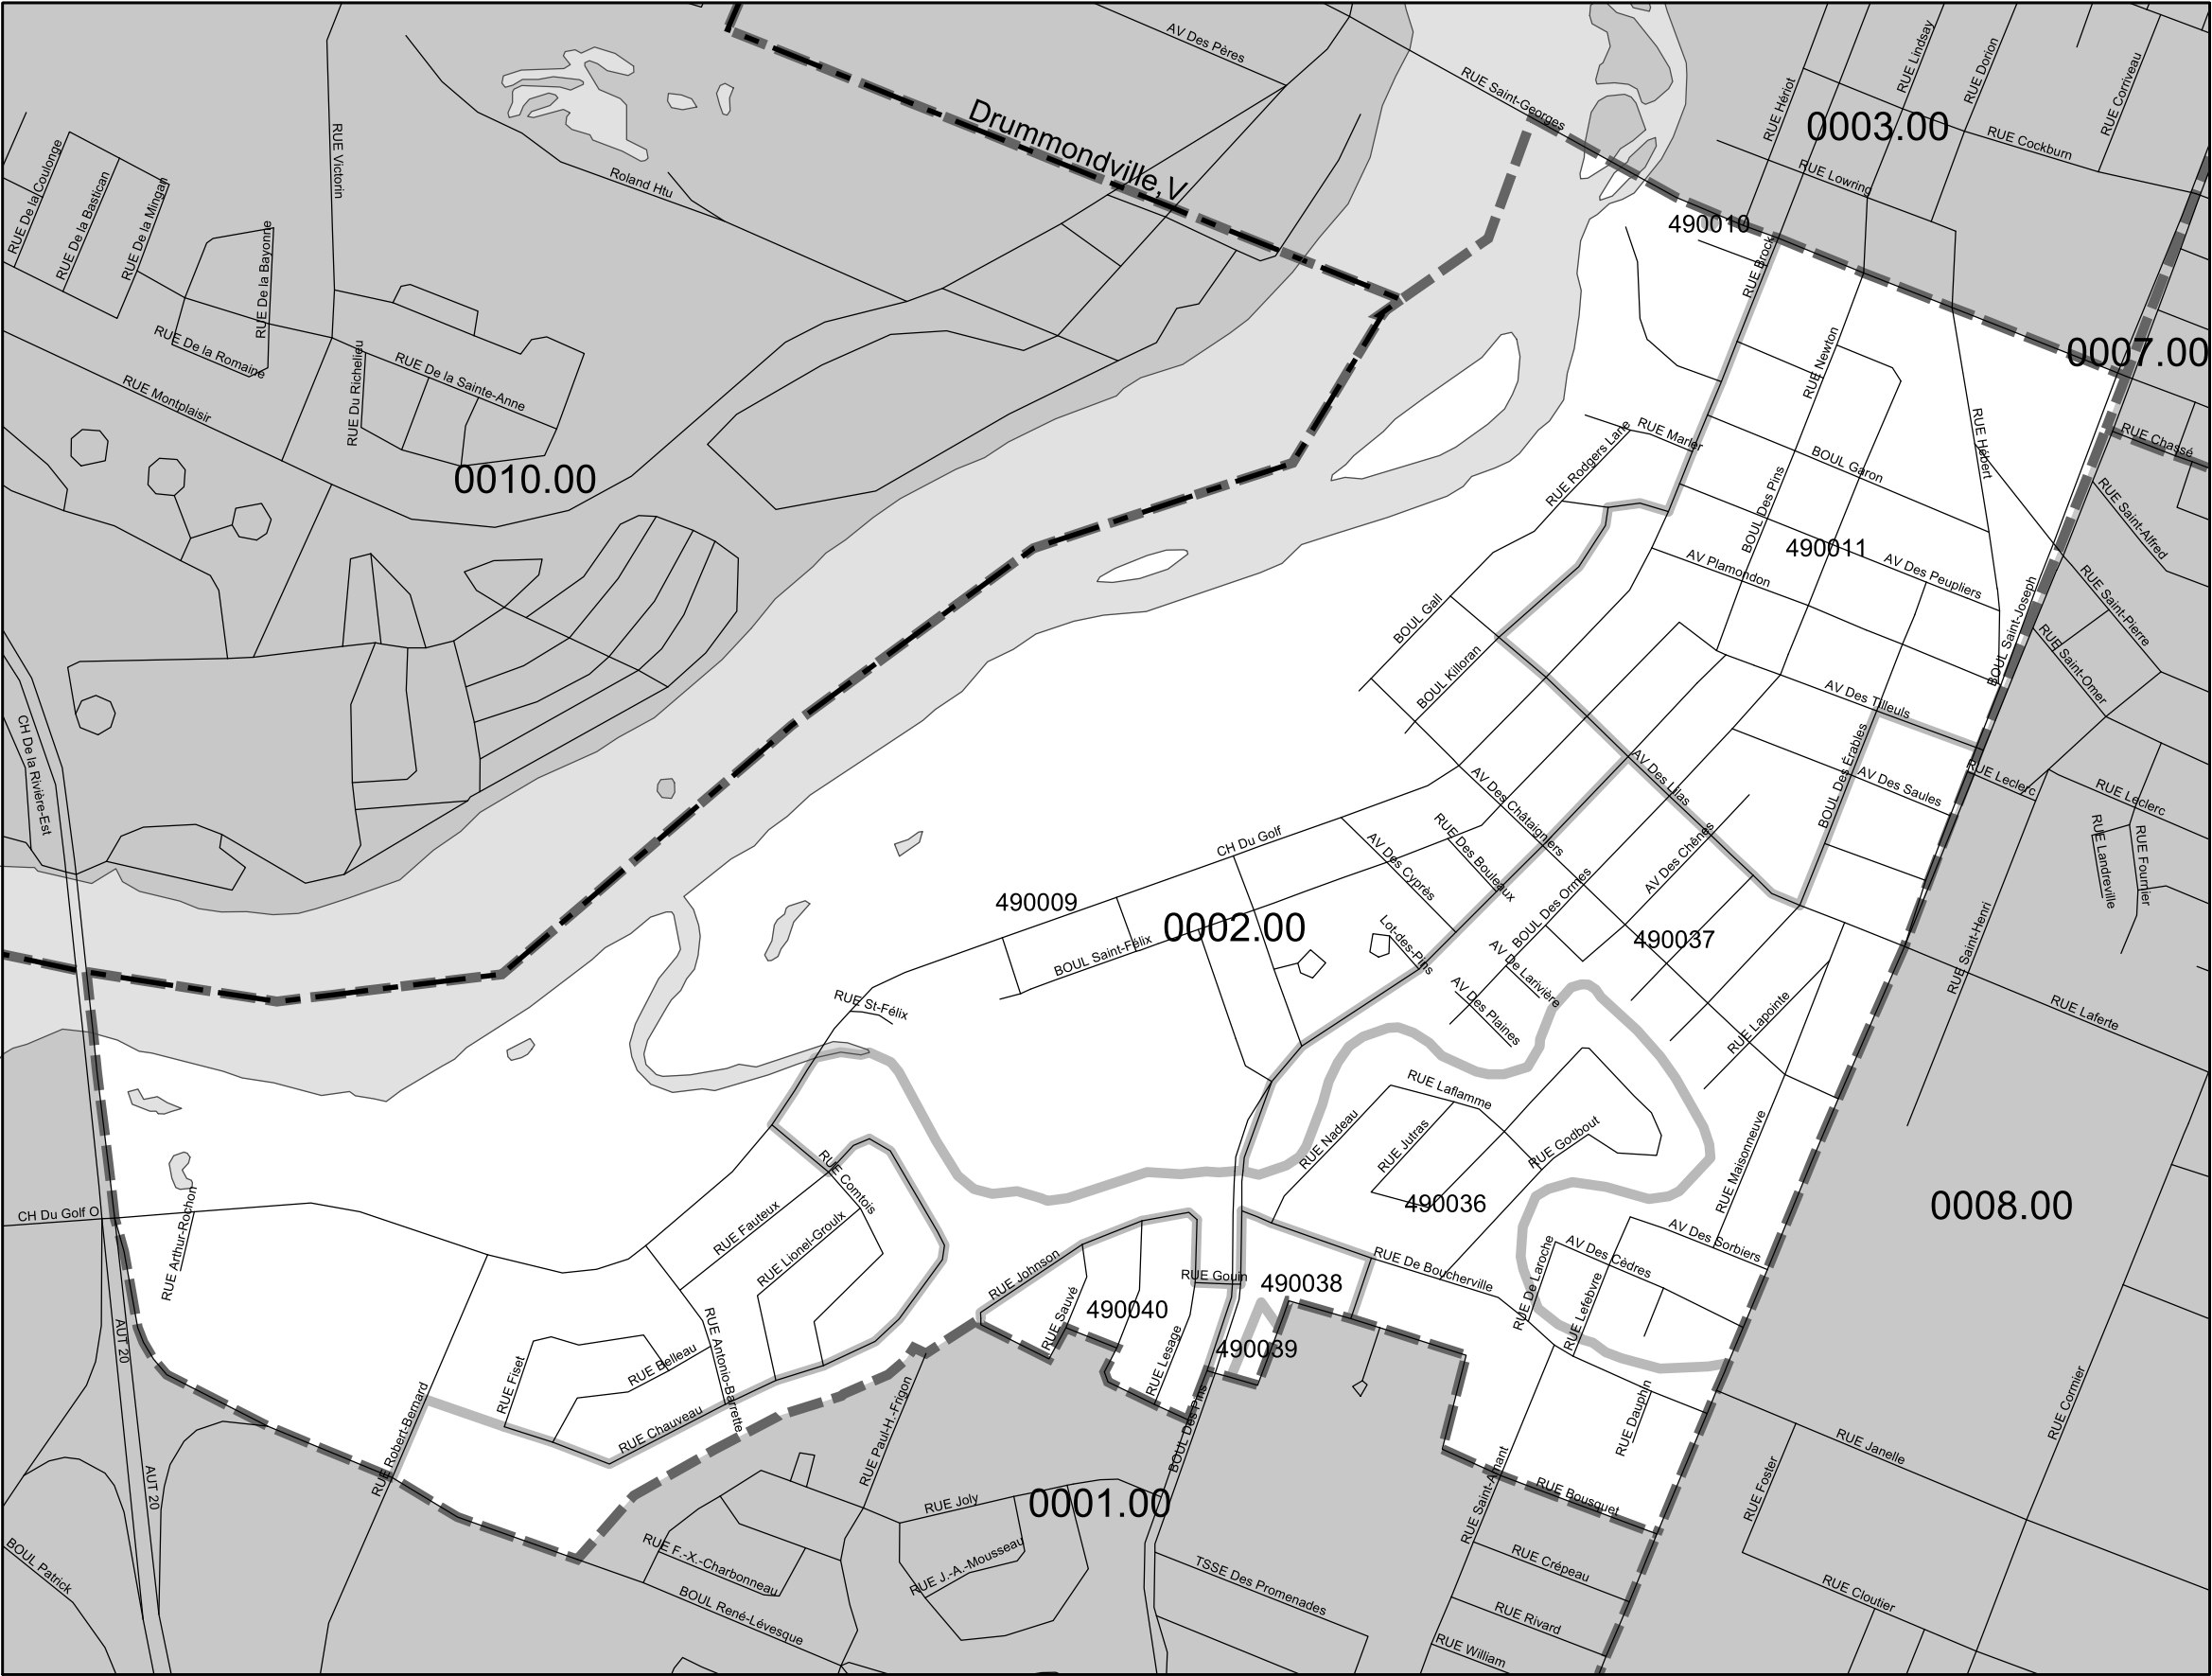 AV Des Pères
RUE Saint-Georges
RUE Hériot
RUE Lindsay
RUE Dorion
RUE Corriveau
RUE Cockburn
0003.00
RUE Lowring
Drummondville,V
Roland Htu
RUE Victorin
RUE De la Coulonge
RUE De la Bastican
RUE De la Mingan
RUE De la Bayonne
RUE De la Romaine
RUE Du Richelieu
RUE De la Sainte-Anne
RUE Montplaisir
0010.00
490010
RUE Brock
0007.00
RUE Newton
RUE Hébert
RUE Chassé
RUE Marler
RUE Rodgers Lane
BOUL Garon
BOUL Des Pins
490011
AV Des Peupliers
AV Plamondon
RUE Saint-Alfred
RUE Saint-Pierre
RUE Saint-Omer
BOUL Saint-Joseph
BOUL Gall
BOUL Killoran
AV Des Tilleuls
BOUL Des Érables
AV Des Saules
RUE Leclerc
RUE Leclerc
RUE Landreville
RUE Fournier
AV Des Lilas
AV Des Châtaigniers
AV Des Chênes
RUE Des Bouleaux
AV Des Cyprès
CH Du Golf
CH De la Rivière-Est
490009
0002.00
BOUL Saint-Félix
Lot-des-Pins
BOUL Des Ormes
490037
AV De Larivière
AV Des Plaines
RUE St-Félix
RUE Lapointe
RUE Saint-Henri
RUE Laferte
RUE Laflamme
RUE Nadeau
RUE Jutras
RUE Godbout
RUE Maisonneuve
490036
0008.00
RUE Comtois
RUE Fauteux
RUE Lionel-Groulx
CH Du Golf O
RUE Arthur-Rochon
RUE Johnson
RUE Gouin
RUE De Boucherville
RUE De Laroche
AV Des Cèdres
AV Des Sorbiers
RUE Lefebvre
490038
490040
490039
RUE Sauvé
RUE Lesage
AUT 20
RUE Antonio-Barrette
RUE Belleau
RUE Fiset
RUE Chauveau
RUE Robert-Bernard
RUE Paul-H.-Frigon
BOUL Des Pins
RUE Dauphin
RUE Saint-Amant
RUE Bousquet
RUE Janelle
RUE Cormier
RUE Foster
AUT 20
0001.00
RUE Joly
RUE J.-A.-Mousseau
RUE F.-X.-Charbonneau
BOUL René-Lévesque
BOUL Patrick
TSSE Des Promenades
RUE Crépeau
RUE Rivard
RUE William
RUE Cloutier